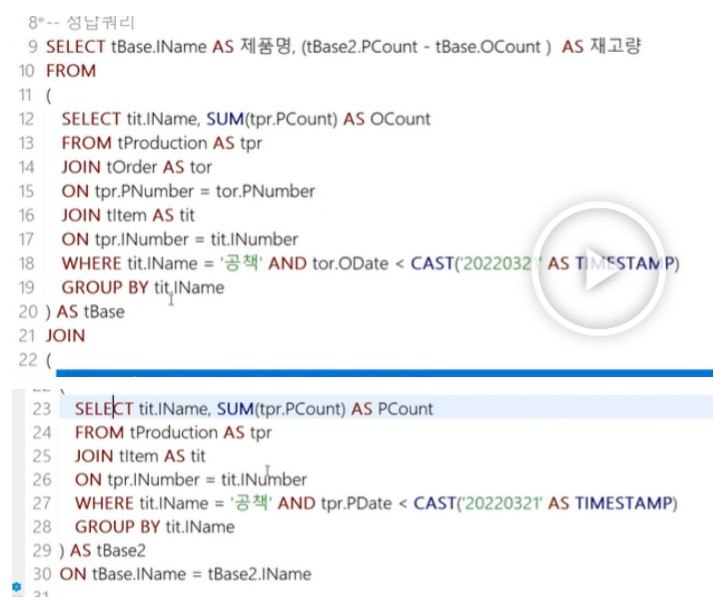 8 -- 성납쿼리
9 SELECT tBase.IName AS 제품명, (tBase2.PCount - tBase.OCount ) AS 재고량
10 FROM
11 (
12 SELECT tit.IName, SUM(tpr.PCount) AS OCount
13 FROM tProduction AS tpr
14 JOIN tOrder AS tor
15 ON tpr.PNumber = tor.PNumber
16 JOIN tItem AS tit
17 ON tpr.INumber = tit.INumber
18 WHERE tit.IName = '공책' AND tor.ODate < CAST('20220321' AS TIMESTAMP)
19 GROUP BY tit.IName
20 ) AS tBase
21 JOIN
22 (
23 SELECT tit.IName, SUM(tpr.PCount) AS PCount
24 FROM tProduction AS tpr
25 JOIN tItem AS tit
26 ON tpr.INumber = tit.INumber
27 WHERE tit.IName = '공책' AND tpr.PDate < CAST('20220321' AS TIMESTAMP)
28 GROUP BY tit.IName
29 ) AS tBase2
30 ON tBase.IName = tBase2.IName